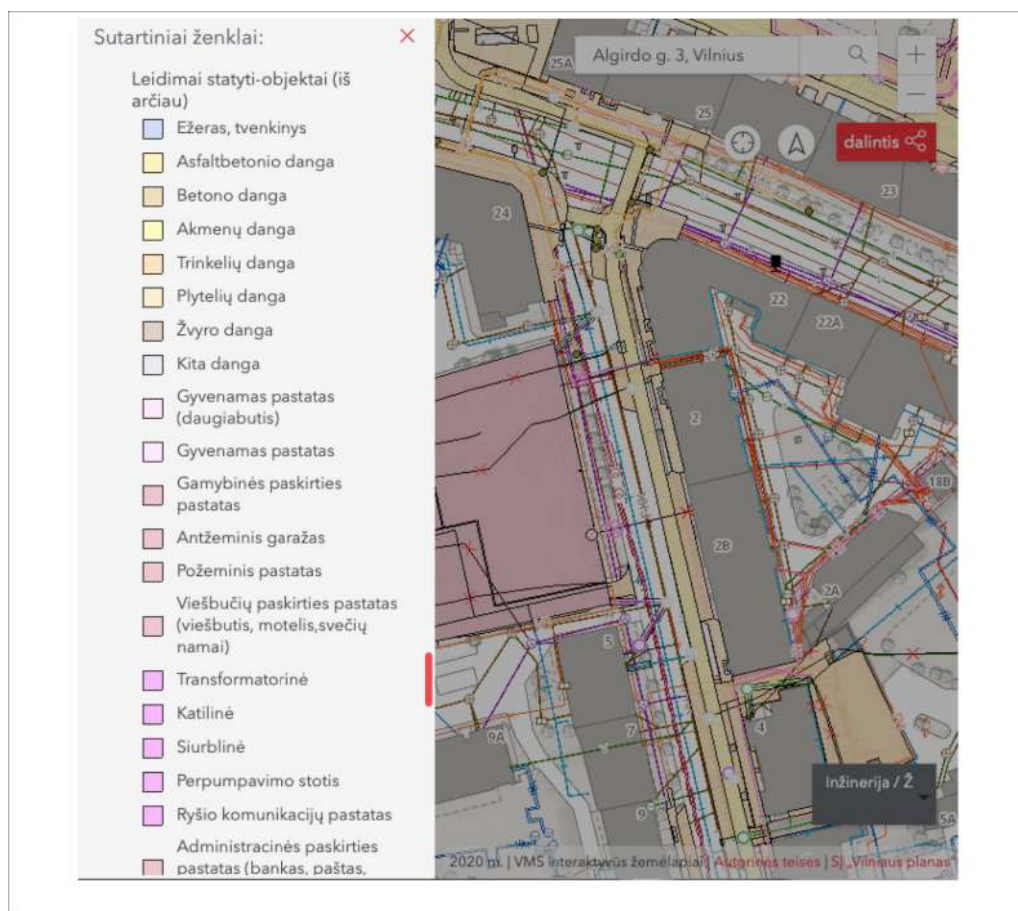 Sutartiniai ženklai:
Leidimai statyti-objektai (iš
arčiau)
Ežeras, tvenkinys
Asfaltbetonio danga
Betono danga
Akmenų danga
Trinkelių danga
Plytelių danga
Žvyro danga
Kita danga
Gyvenamas pastatas
(daugiabutis)
Gyvenamas pastatas
Gamybinės paskirties
pastatas
Antžeminis garažas
Požeminis pastatas
Viešbučių paskirties pastatas
(viešbutis, motelis,svečių
namai)
Transformatorinė
Katilinė
Siurblinė
Perpumpavimo stotis
Ryšio komunikacijų pastatas
Administracinės paskirties
pastatas (bankas, paštas,
Algirdo g. 3, Vilnius
+
−
dalintis
25A
25
24
23
22
22A
2
18B
2B
2A
5
4
7
9A
9
5A
Inžinerija / Ž
2020 m. | VMS interaktyvūs žemėlapiai | Autorinės teisės | SĮ „Vilniaus planas“